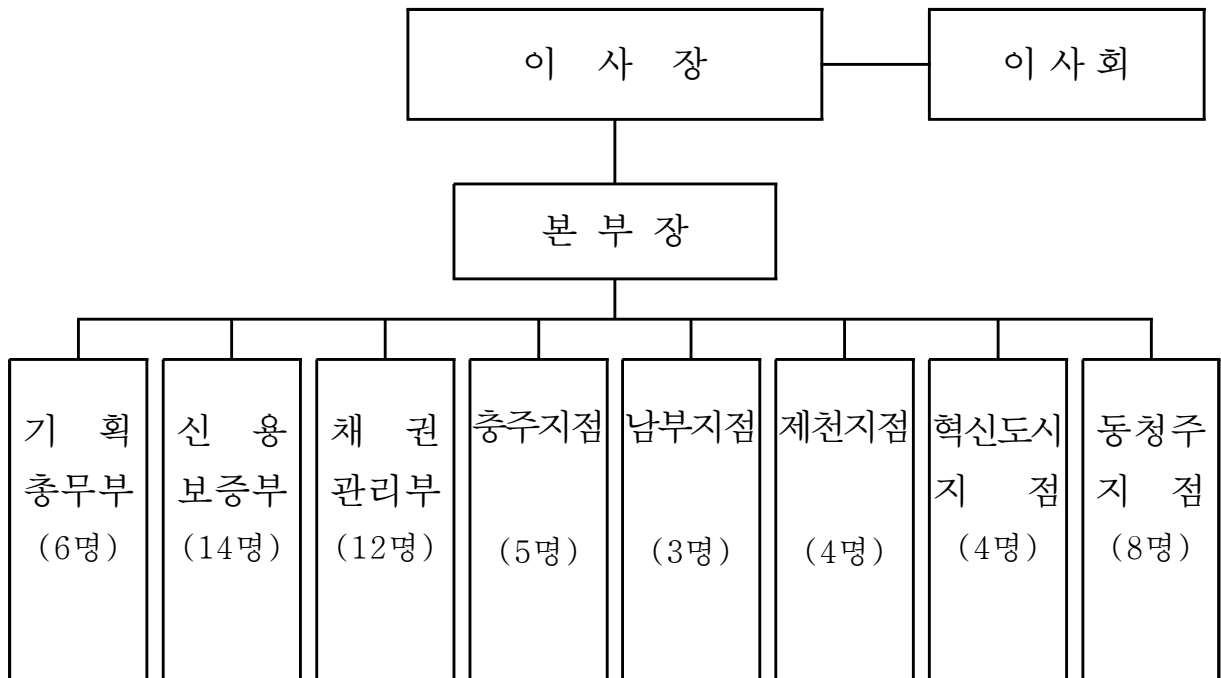 이 사 장
이 사 회
본 부 장
기 획
총무부
(6명)
신 용
보증부
(14명)
채 권
관리부
(12명)
충주지점
(5명)
남부지점
(3명)
제천지점
(4명)
혁신도시
지 점
(4명)
동청주
지 점
(8명)